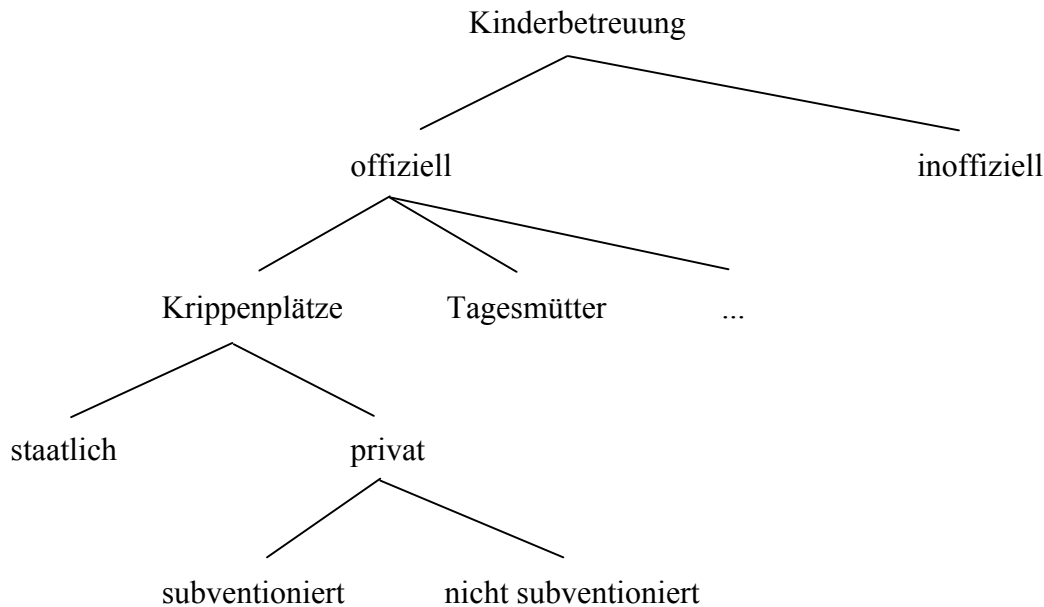 Kinderbetreuung
offiziell inoffiziell
Krippenplätze Tagesmütter ...
staatlich privat
subventioniert nicht subventioniert